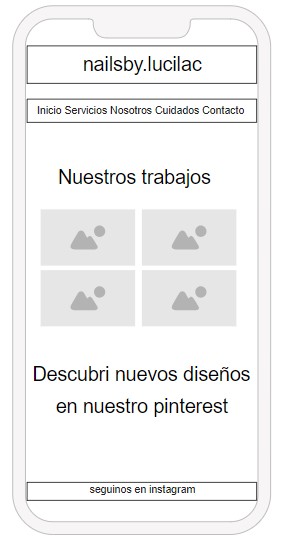 nailsby.lucilac
Inicio Servicios Nosotros Cuidados Contacto
Nuestros trabajos
Descubri nuevos diseños
en nuestro pinterest
seguinos en instagram